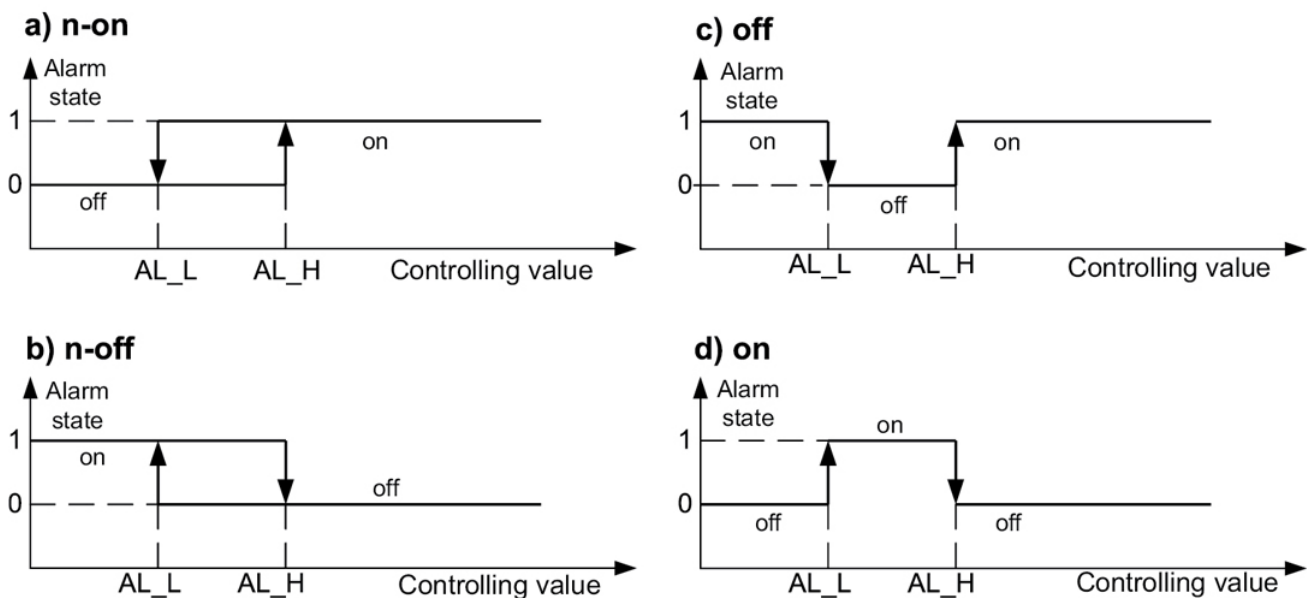 a) n-on
Alarm
state
1
on
0
off
AL_L
AL_H
Controlling value
c) off
Alarm
state
1
on
on
0
off
AL_L
AL_H
Controlling value
b) n-off
Alarm
state
1
on
off
0
AL_L
AL_H
Controlling value
d) on
Alarm
state
on
1
0
off
off
AL_L
AL_H
Controlling value